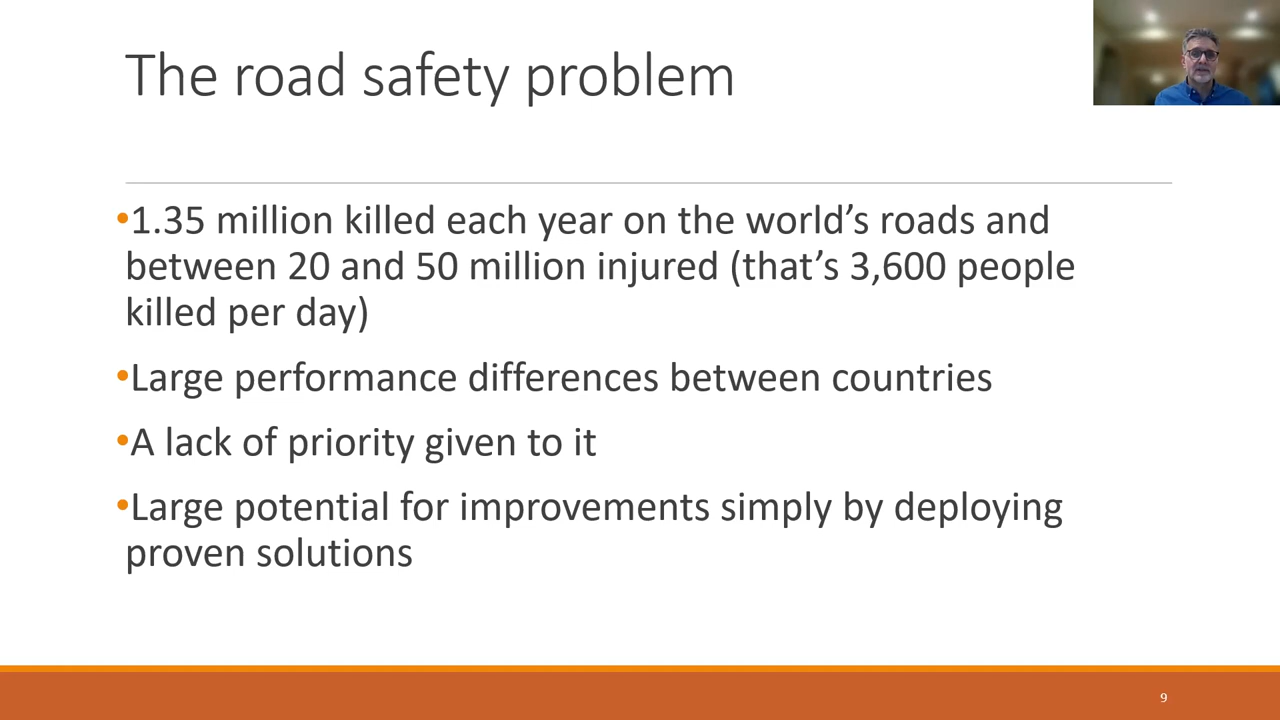 The road safety problem
•1.35 million killed each year on the world’s roads and
between 20 and 50 million injured (that’s 3,600 people
killed per day)
•Large performance differences between countries
•A lack of priority given to it
•Large potential for improvements simply by deploying
proven solutions
9